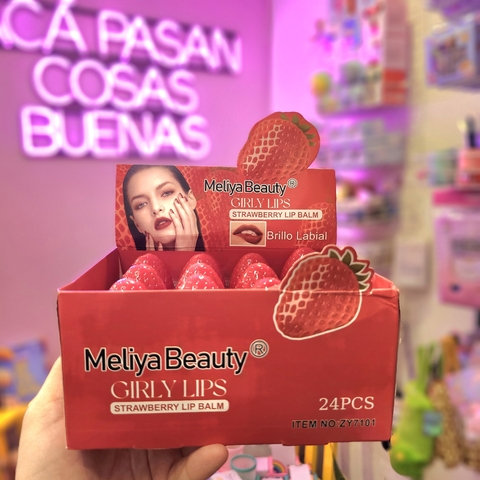 ACÁ PASAN
COSAS
BUENAS
Meliya Beauty®
GIRLY LIPS
STRAWBERRY LIP BALM
Brillo Labial
Meliya Beauty®
GIRLY LIPS
STRAWBERRY LIP BALM
24PCS
ITEM NO.ZY7101